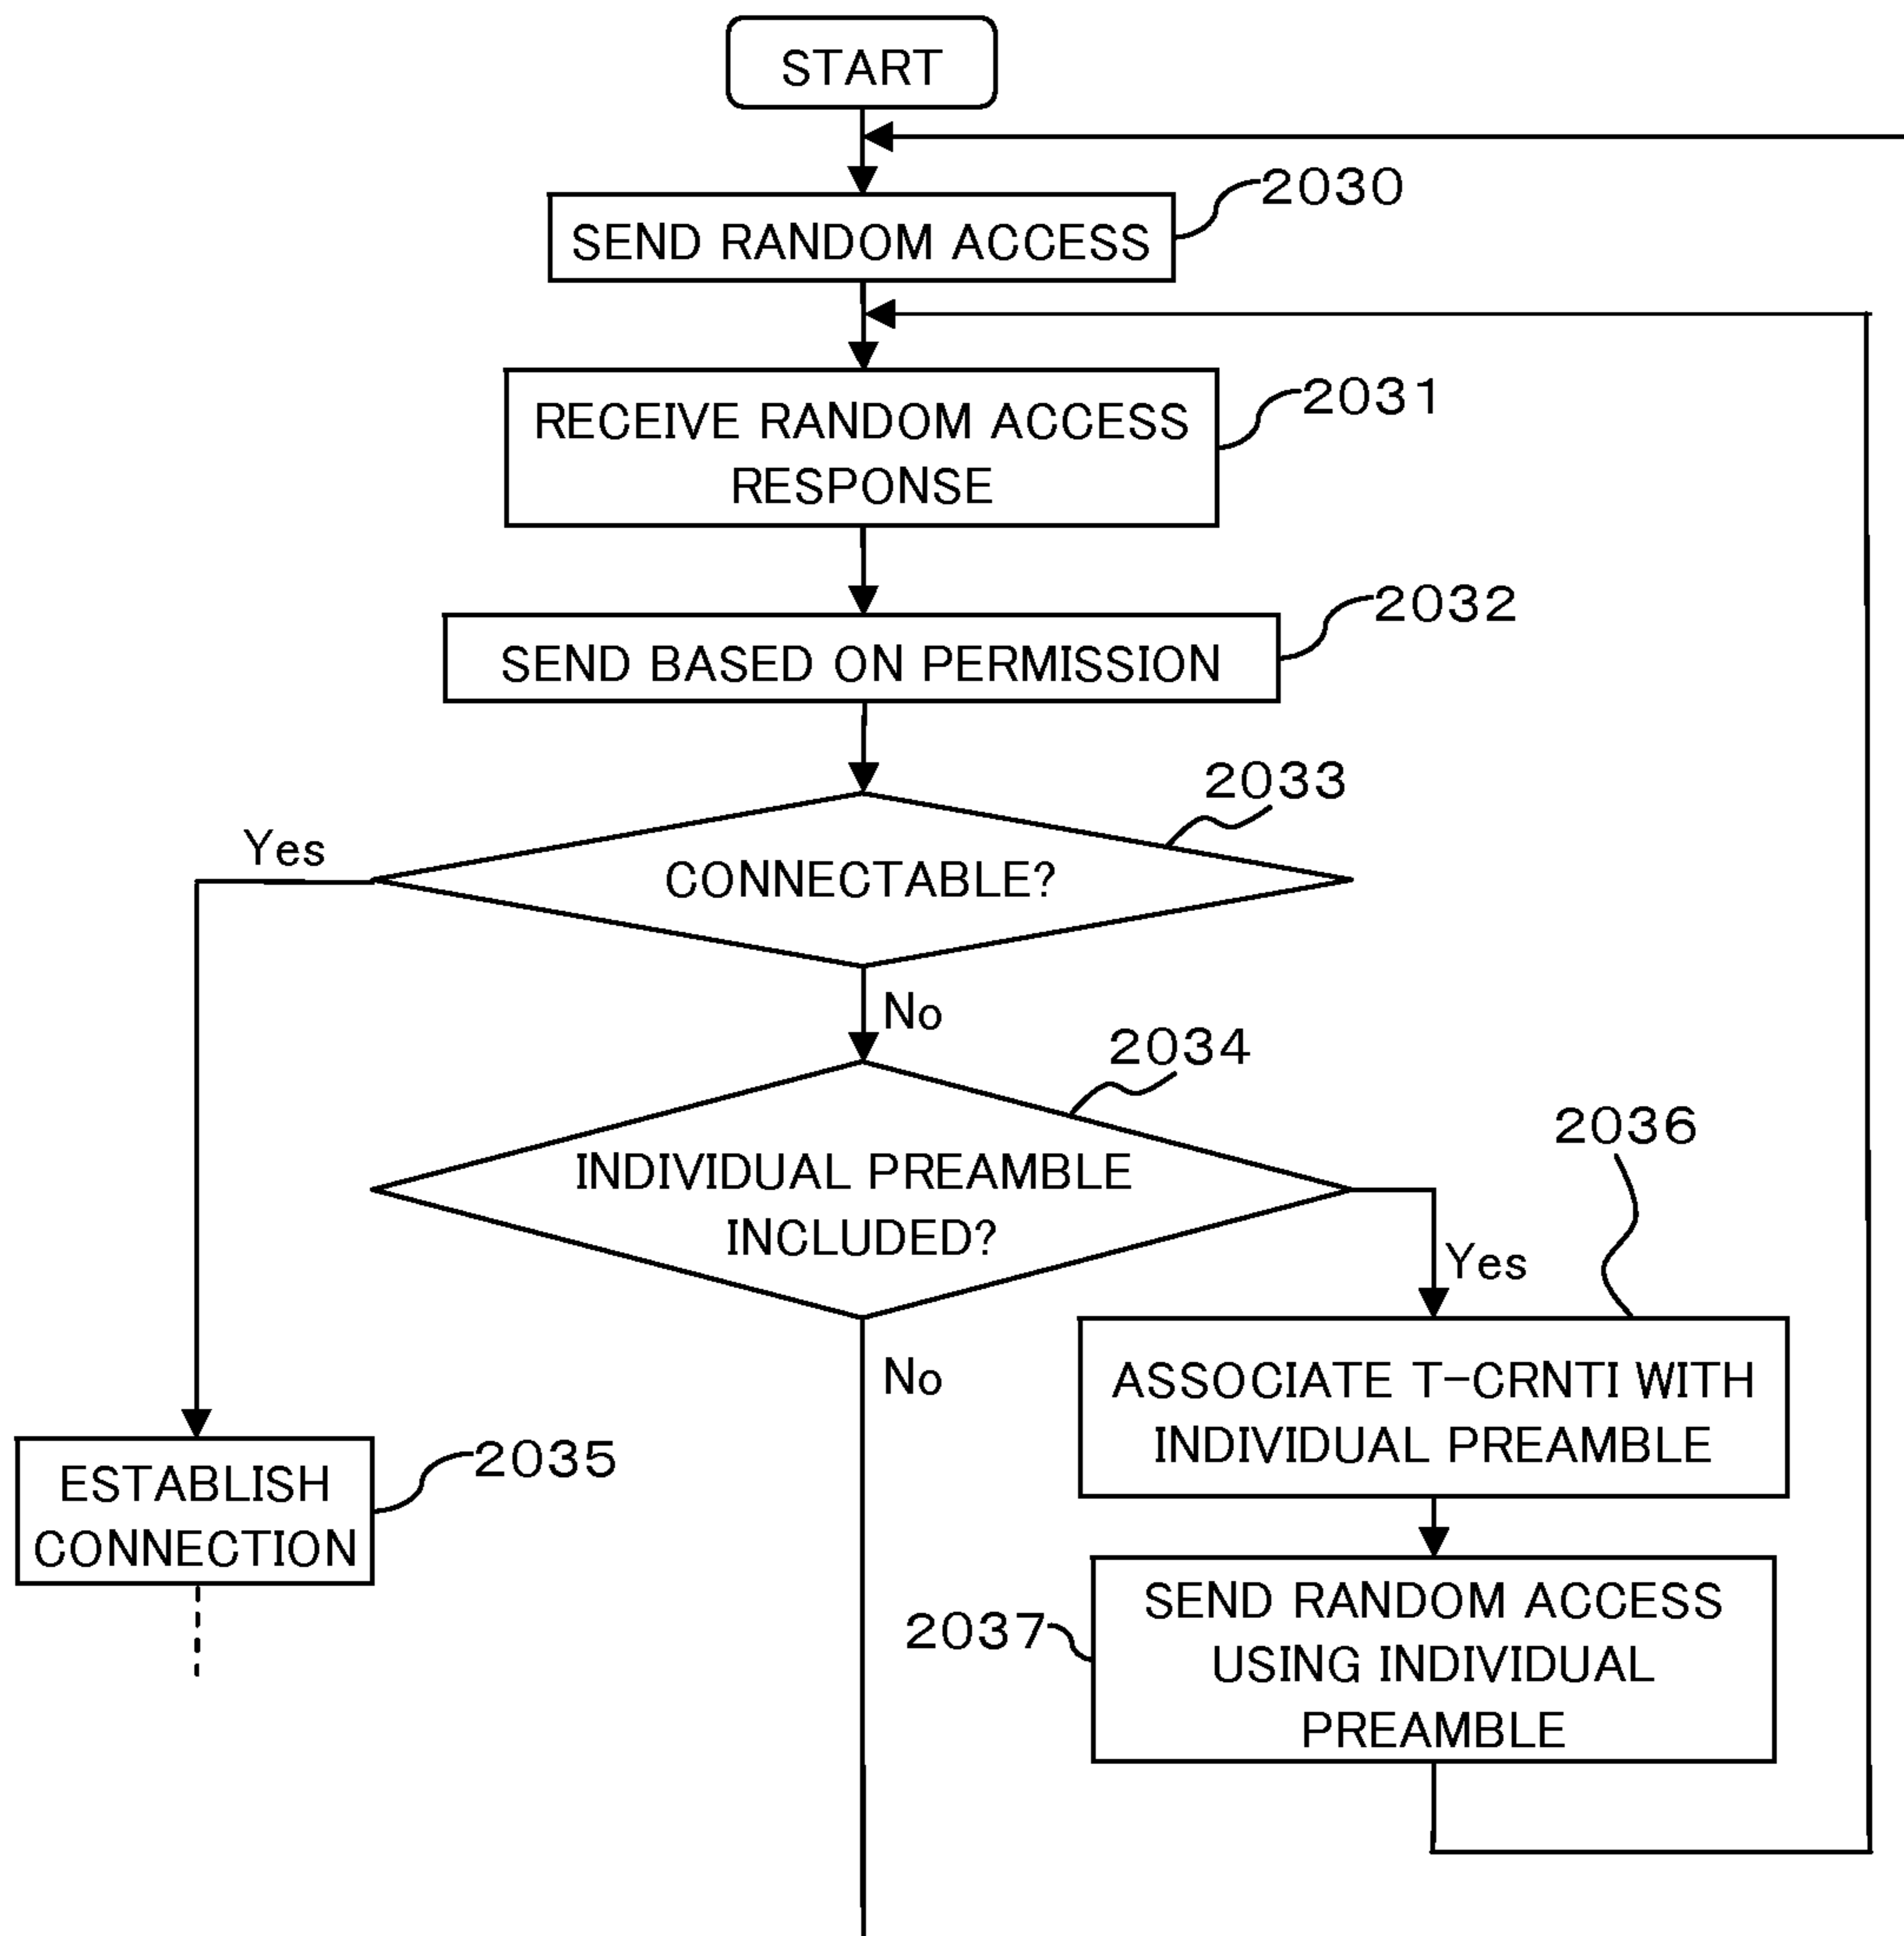 START
2030
SEND RANDOM ACCESS
2031
RECEIVE RANDOM ACCESS
RESPONSE
2032
SEND BASED ON PERMISSION
2033
Yes
CONNECTABLE?
No
2034
INDIVIDUAL PREAMBLE
INCLUDED?
2036
Yes
No
ASSOCIATE T-CRNTI WITH
INDIVIDUAL PREAMBLE
2035
ESTABLISH
CONNECTION
2037
SEND RANDOM ACCESS
USING INDIVIDUAL
PREAMBLE